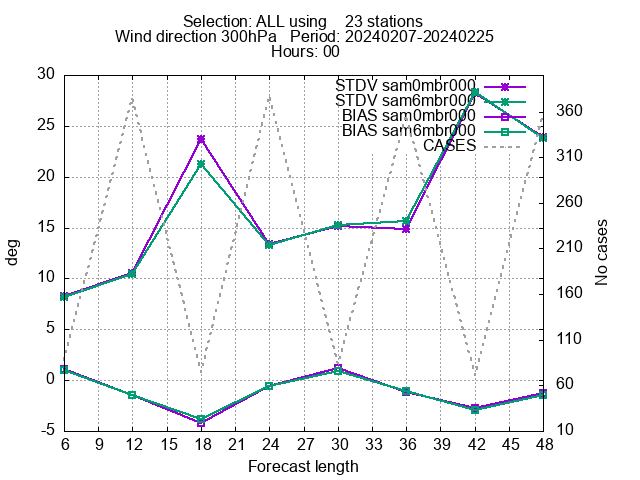 Selection: ALL using    23 stations
Wind direction 300hPa   Period: 20240207-20240225
Hours: 00
STDV sam0mbr000
STDV sam6mbr000
BIAS sam0mbr000
BIAS sam6mbr000
CASES
30
25
20
15
10
5
0
-5
deg
360
310
260
210
160
110
60
10
No cases
6 9 12 15 18 21 24 27 30 33 36 39 42 45 48
Forecast length